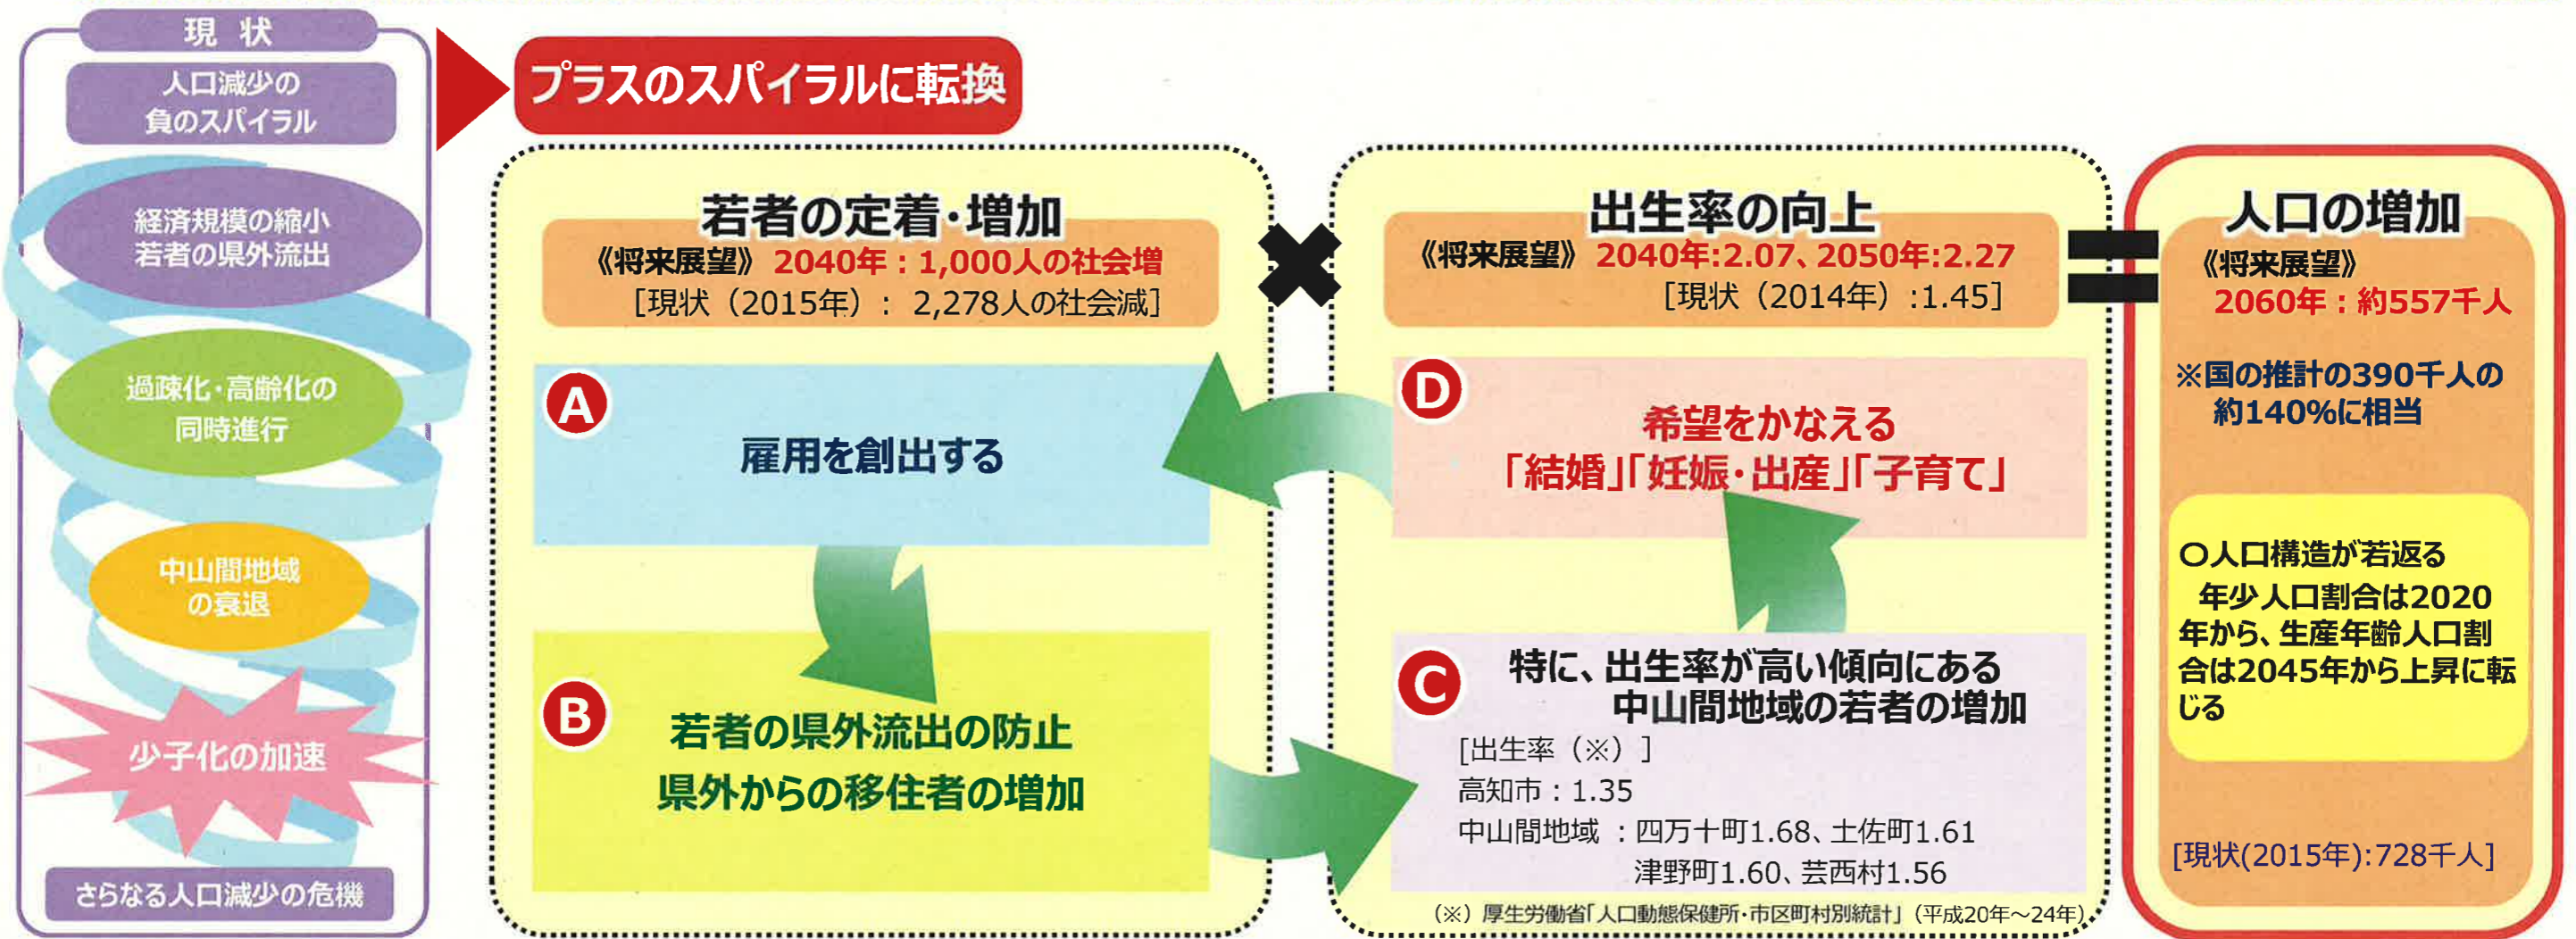 現 状
人口減少の
負のスパイラル
経済規模の縮小
若者の県外流出
過疎化・高齢化の
同時進行
中山間地域
の衰退
少子化の加速
さらなる人口減少の危機
プラスのスパイラルに転換
若者の定着・増加
《将来展望》 2040年：1,000人の社会増
[現状（2015年）： 2,278人の社会減]
A
雇用を創出する
B
若者の県外流出の防止
県外からの移住者の増加
✖
出生率の向上
《将来展望》 2040年:2.07、2050年:2.27
[現状（2014年）:1.45]
D
希望をかなえる
「結婚」「妊娠・出産」「子育て」
C
特に、出生率が高い傾向にある
中山間地域の若者の増加
[出生率（※）]
高知市：1.35
中山間地域 ：四万十町1.68、土佐町1.61
津野町1.60、芸西村1.56
（※）厚生労働省「人口動態保健所・市区町村別統計」（平成20年～24年）
＝
人口の増加
《将来展望》
2060年：約557千人
※国の推計の390千人の
約140%に相当
〇人口構造が若返る
年少人口割合は2020
年から、生産年齢人口割
合は2045年から上昇に転
じる
[現状(2015年):728千人]